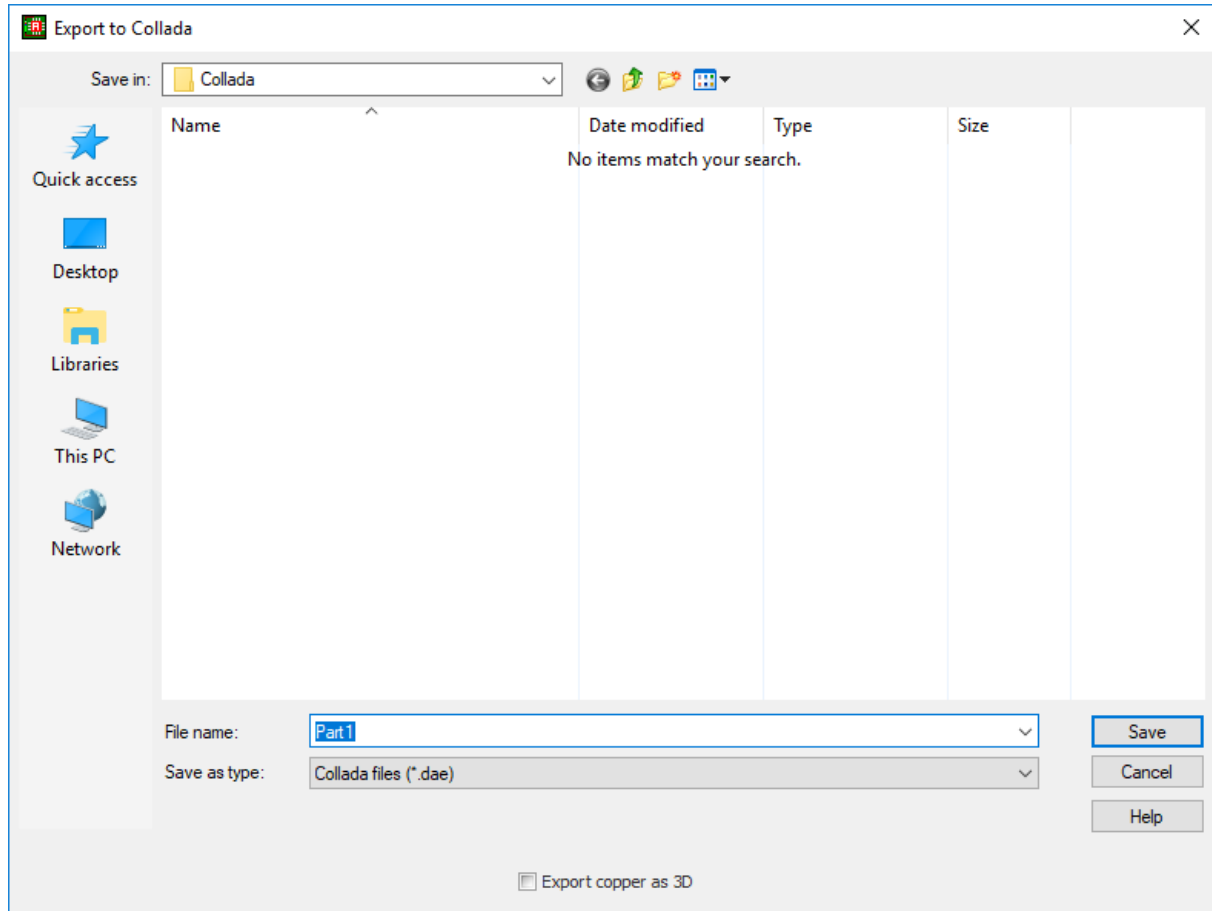 Export to Collada
Save in: Collada
Name Date modified Type Size
No items match your search.
Quick access
Desktop
Libraries
This PC
Network
File name: Part1 Save
Save as type: Collada files (*.dae) Cancel
Help
Export copper as 3D